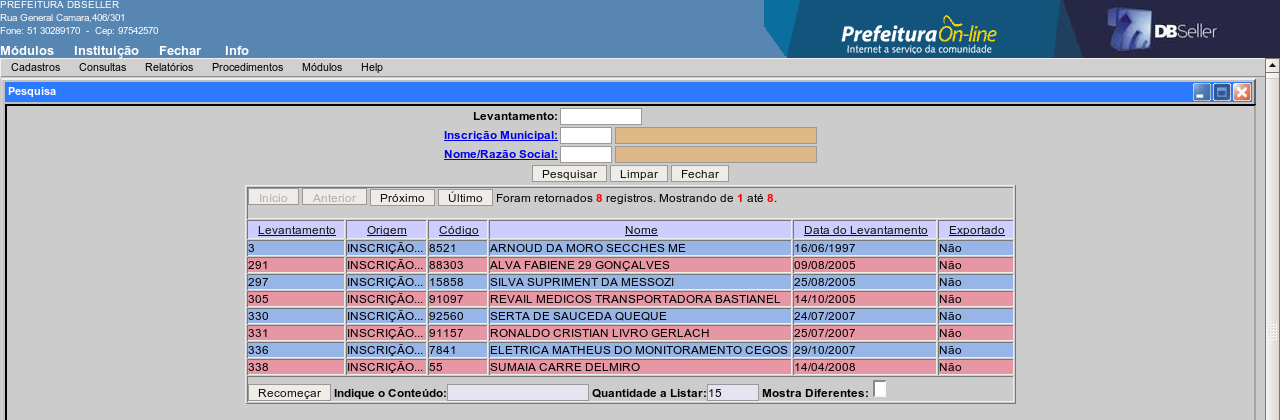 PREFEITURA DBSELLER
Rua General Camara,406/301
Fone: 51 30289170 - Cep: 97542570
PrefeituraOn-line
Internet a serviço da comunidade
DBSeller
Módulos Instituição Fechar Info
Cadastros Consultas Relatórios Procedimentos Módulos Help
Pesquisa
Levantamento:
Inscrição Municipal:
Nome/Razão Social:
Pesquisar Limpar Fechar
Início Anterior Próximo Último Foram retornados 8 registros. Mostrando de 1 até 8.
Levantamento Origem Código Nome Data do Levantamento Exportado
3 INSCRIÇÃO... 8521 ARNOUD DA MORO SECCHES ME 16/06/1997 Não
291 INSCRIÇÃO... 88303 ALVA FABIENE 29 GONÇALVES 09/08/2005 Não
297 INSCRIÇÃO... 15858 SILVA SUPRIMENT DA MESSOZI 25/08/2005 Não
305 INSCRIÇÃO... 91097 REVAIL MEDICOS TRANSPORTADORA BASTIANEL 14/10/2005 Não
330 INSCRIÇÃO... 92560 SERTA DE SAUCEDA QUEQUE 24/07/2007 Não
331 INSCRIÇÃO... 91157 RONALDO CRISTIAN LIVRO GERLACH 25/07/2007 Não
336 INSCRIÇÃO... 7841 ELETRICA MATHEUS DO MONITORAMENTO CEGOS 29/10/2007 Não
338 INSCRIÇÃO... 55 SUMAIA CARRE DELMIRO 14/04/2008 Não
Recomeçar Indique o Conteúdo: Quantidade a Listar: 15 Mostra Diferentes: